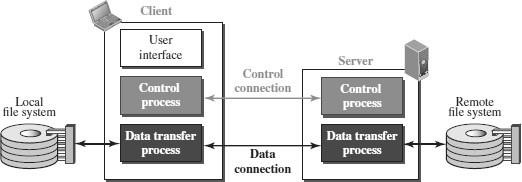 Client
User
interface
Server
Control
process
Control
connection
Control
process
Local
file system
Data transfer
process
Data
connection
Data transfer
process
Remote
file system